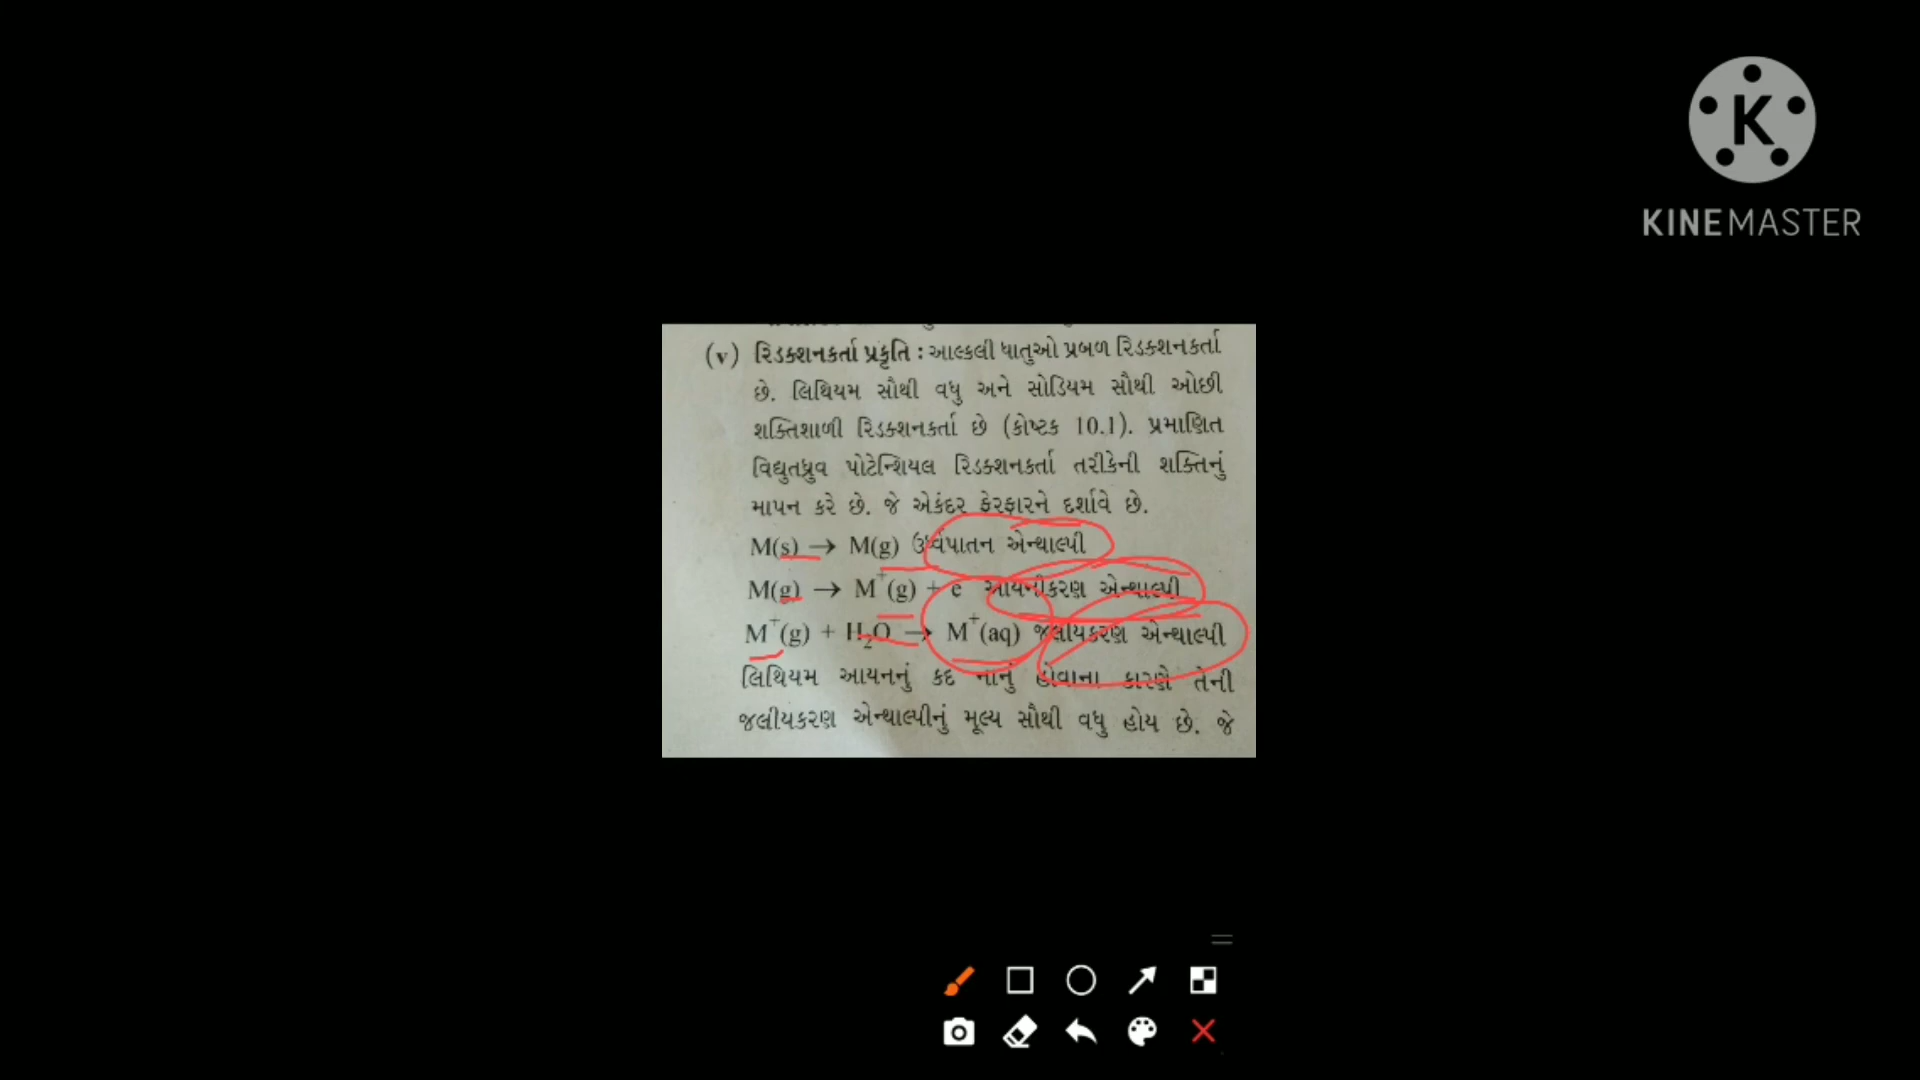 K
KINEMASTER
(v) રિડક્શનકર્તા પ્રકૃતિ : આલ્કલી ધાતુઓ પ્રબળ રિડક્શનકર્તા
છે. લિથિયમ સૌથી વધુ અને સોડિયમ સૌથી ઓછી
શક્તિશાળી રિડક્શનકર્તા છે (કોષ્ટક 10.1). પ્રમાણિત
વિદ્યુતધ્રુવ પોટેન્શિયલ રિડક્શનકર્તા તરીકેની શક્તિનું
માપન કરે છે. જે એકંદર ફેરફારને દર્શાવે છે.
M(s) → M(g) ઉર્ધ્વપાતન એન્થાલ્પી
M(g) → M⁺(g) + e આયનીકરણ એન્થાલ્પી
M⁺(g) + H₂O → M⁺(aq) જલીયકરણ એન્થાલ્પી
લિથિયમ આયનનું કદ નાનું હોવાના કારણે તેની
જલીયકરણ એન્થાલ્પીનું મૂલ્ય સૌથી વધુ હોય છે. જે